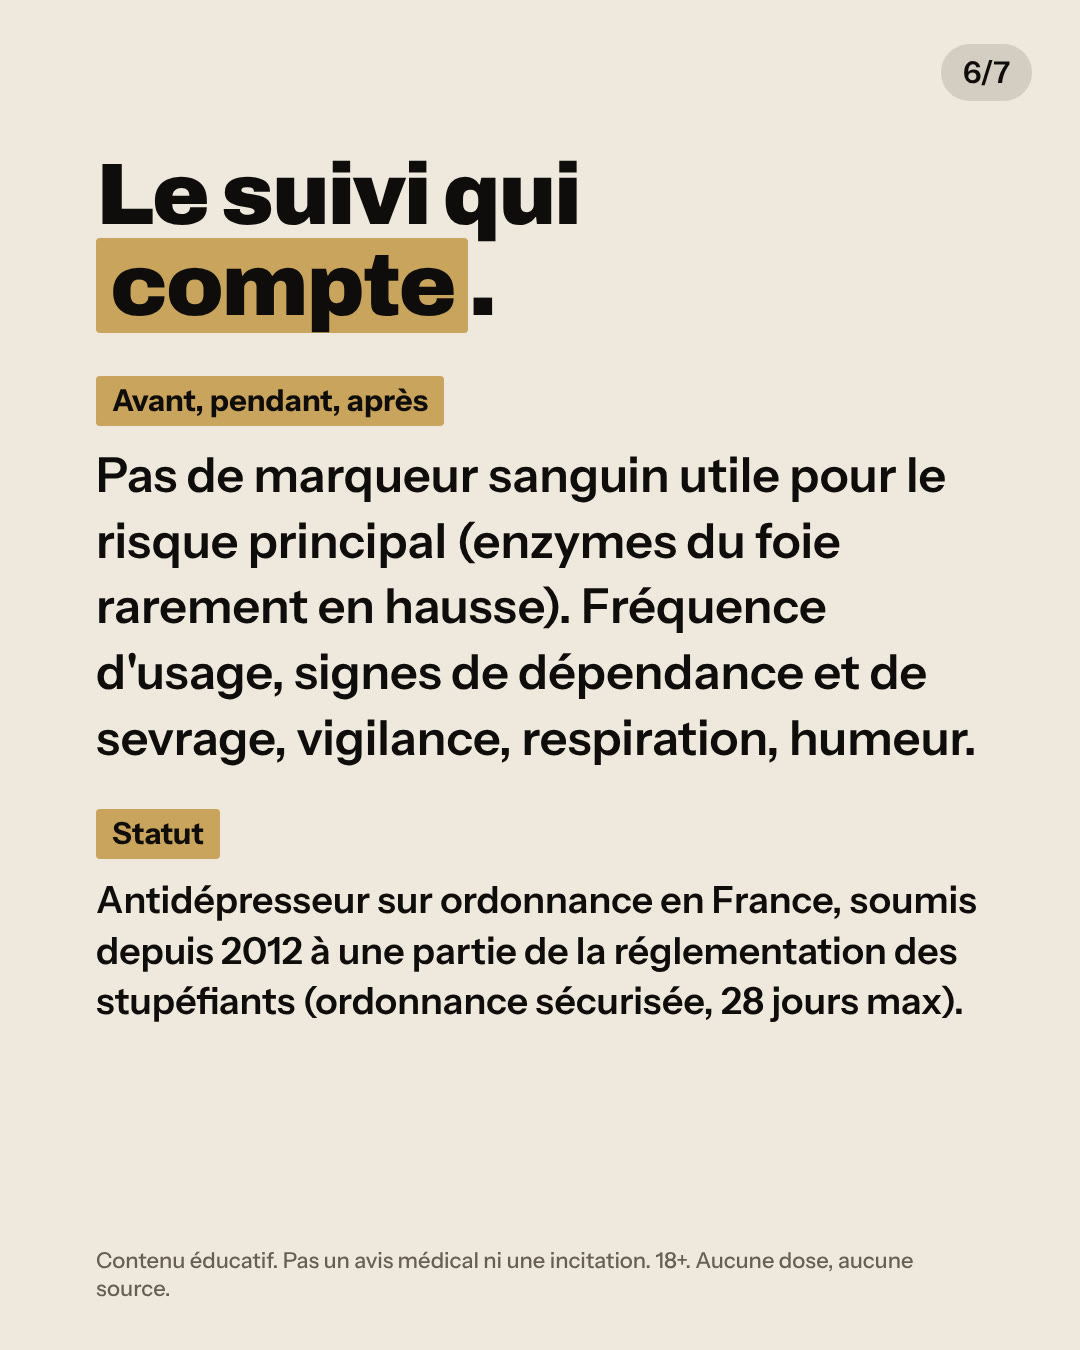 6/7
Le suivi qui
compte.
Avant, pendant, après
Pas de marqueur sanguin utile pour le
risque principal (enzymes du foie
rarement en hausse). Fréquence
d'usage, signes de dépendance et de
sevrage, vigilance, respiration, humeur.
Statut
Antidépresseur sur ordonnance en France, soumis
depuis 2012 à une partie de la réglementation des
stupéfiants (ordonnance sécurisée, 28 jours max).
Contenu éducatif. Pas un avis médical ni une incitation. 18+. Aucune dose, aucune
source.